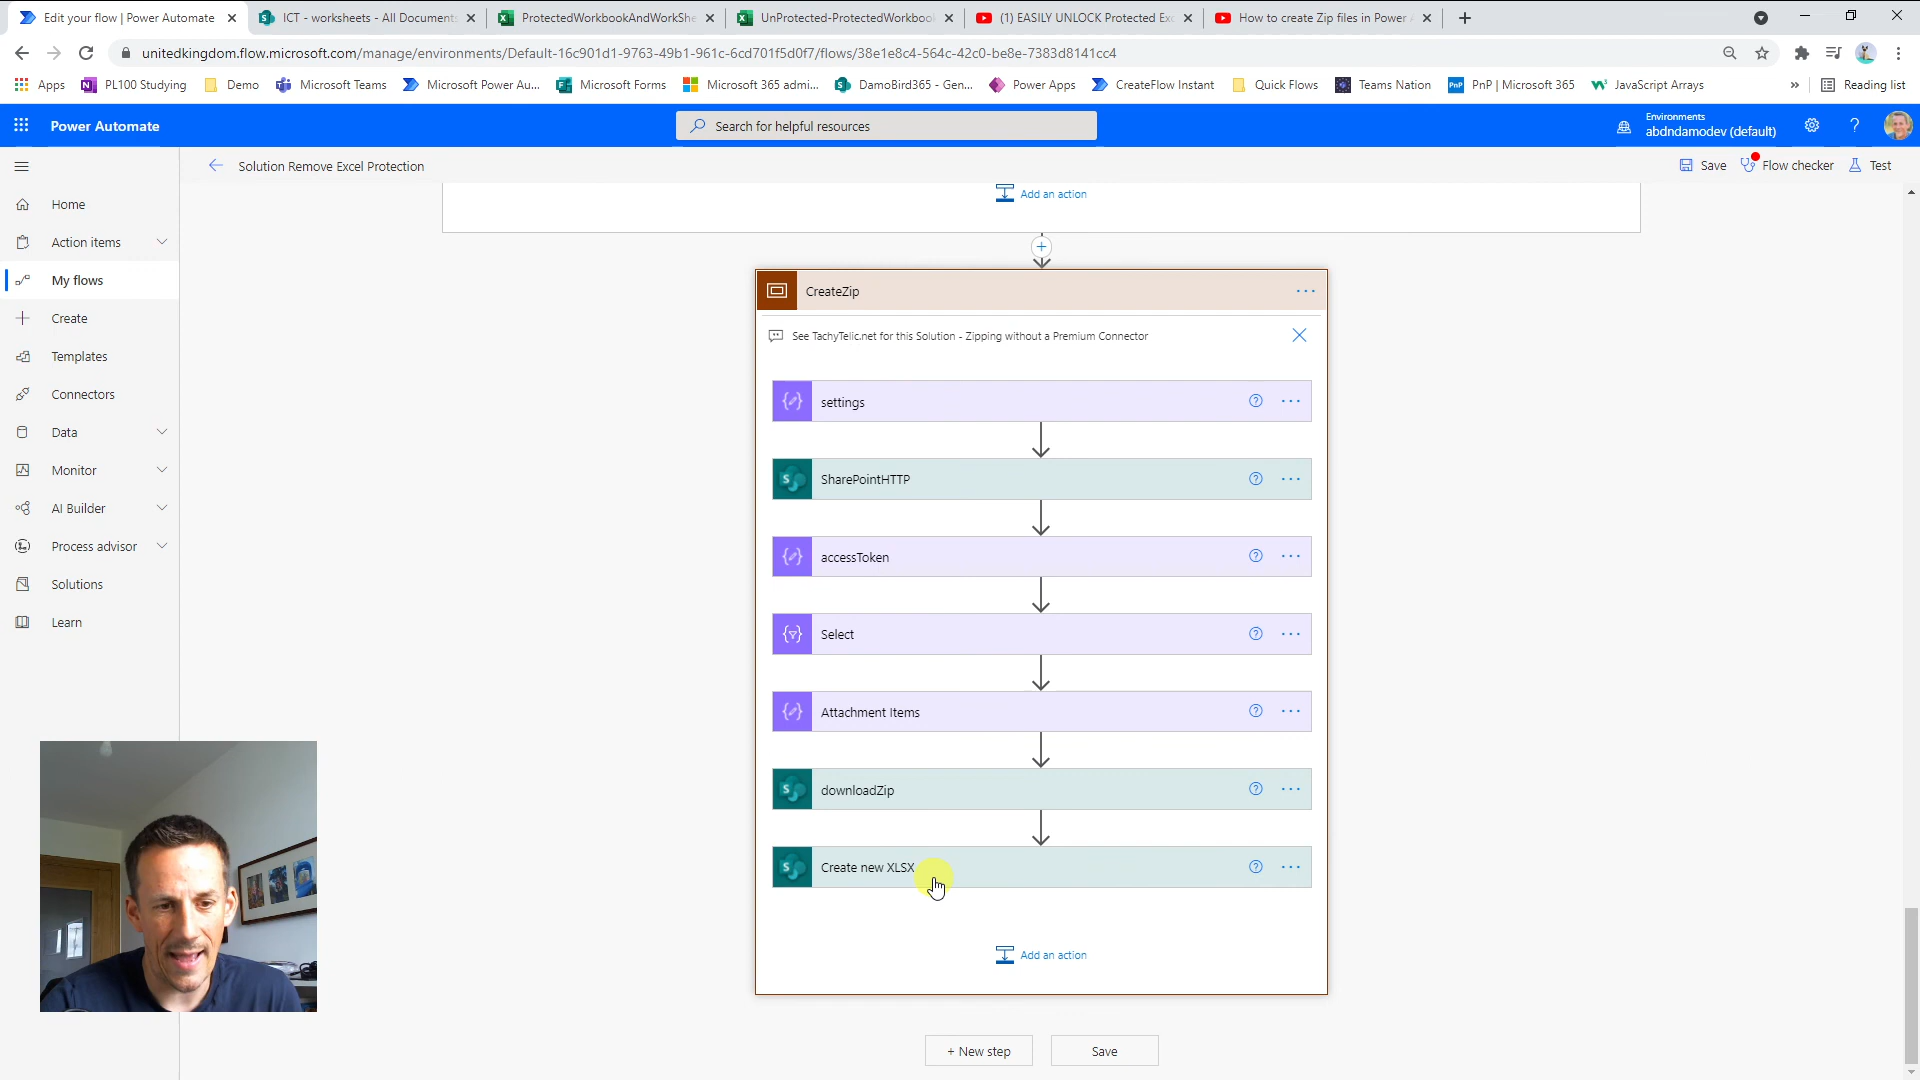 Edit your flow | Power Automate
ICT - worksheets - All Document
ProtectedWorkbookAndWorkShe
UnProtected-ProtectedWorkboo
(1) EASILY UNLOCK Protected Ex
How to create Zip files in Power
unitedkingdom.flow.microsoft.com/manage/environments/Default-16c901d1-9763-49b1-961c-6cd701f5d0f7/flows/38e1e8c4-564c-42c0-be8e-7383d8141cc4
Apps
PL100 Studying
Demo
Microsoft Teams
Microsoft Power Au...
Microsoft Forms
Microsoft 365 admi...
DamoBird365 - Gen...
Power Apps
CreateFlow Instant
Quick Flows
Teams Nation
PnP | Microsoft 365
JavaScript Arrays
»
Reading list
Power Automate
Search for helpful resources
Environments
abdndamodev (default)
Solution Remove Excel Protection
Save
Flow checker
Test
Home
Action items
My flows
Create
Templates
Connectors
Data
Monitor
AI Builder
Process advisor
Solutions
Learn
Add an action
CreateZip
See TachyTelic.net for this Solution - Zipping without a Premium Connector
settings
SharePointHTTP
accessToken
Select
Attachment Items
downloadZip
Create new XLSX
Add an action
+ New step
Save